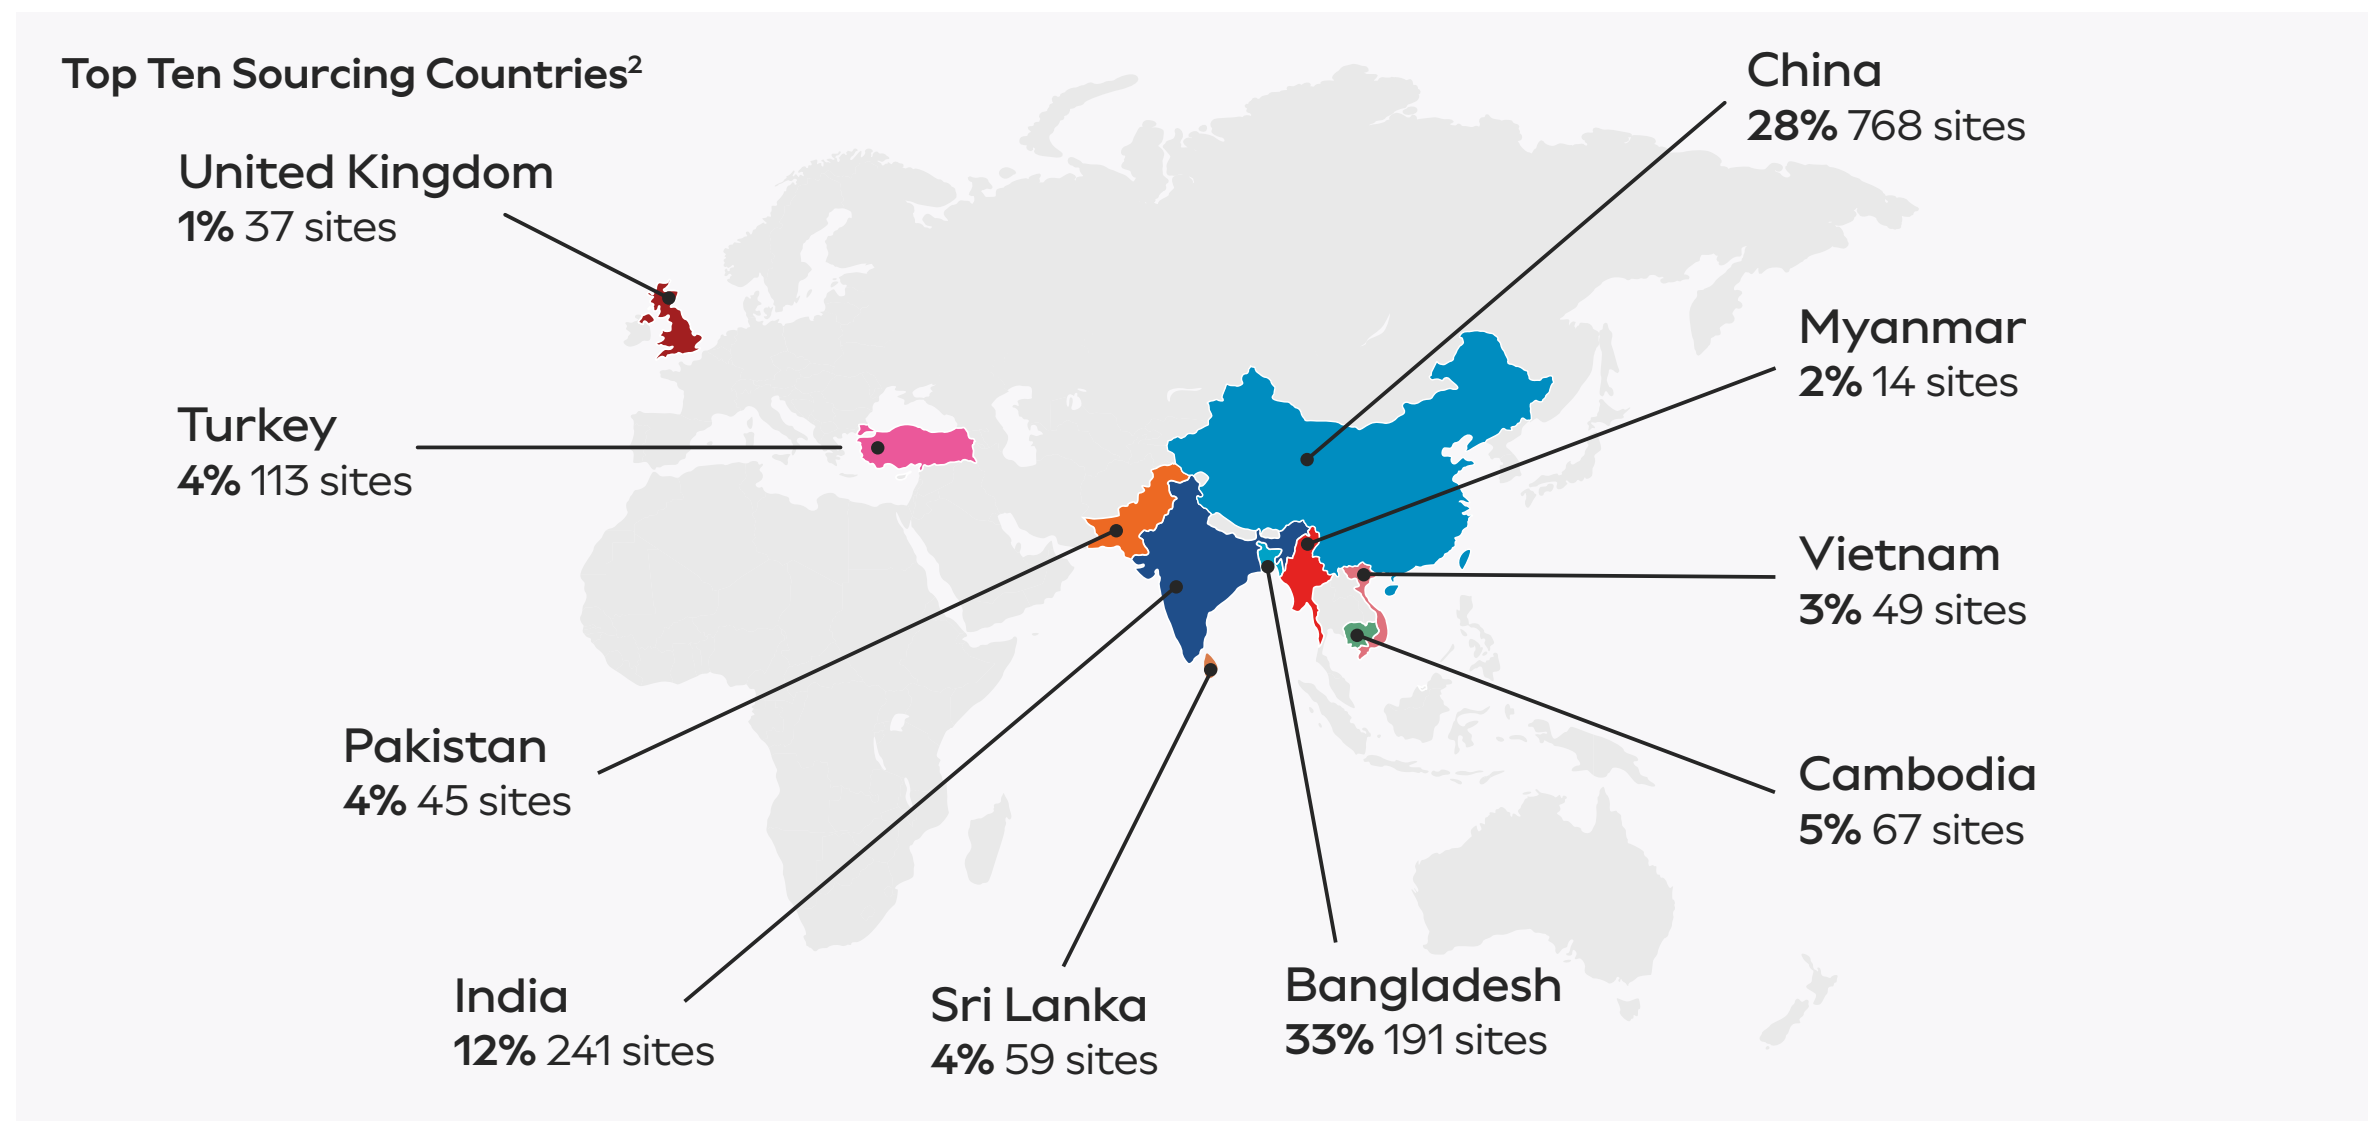 Top Ten Sourcing Countries²
United Kingdom
1% 37 sites
Turkey
4% 113 sites
Pakistan
4% 45 sites
India
12% 241 sites
Sri Lanka
4% 59 sites
Bangladesh
33% 191 sites
China
28% 768 sites
Myanmar
2% 14 sites
Vietnam
3% 49 sites
Cambodia
5% 67 sites